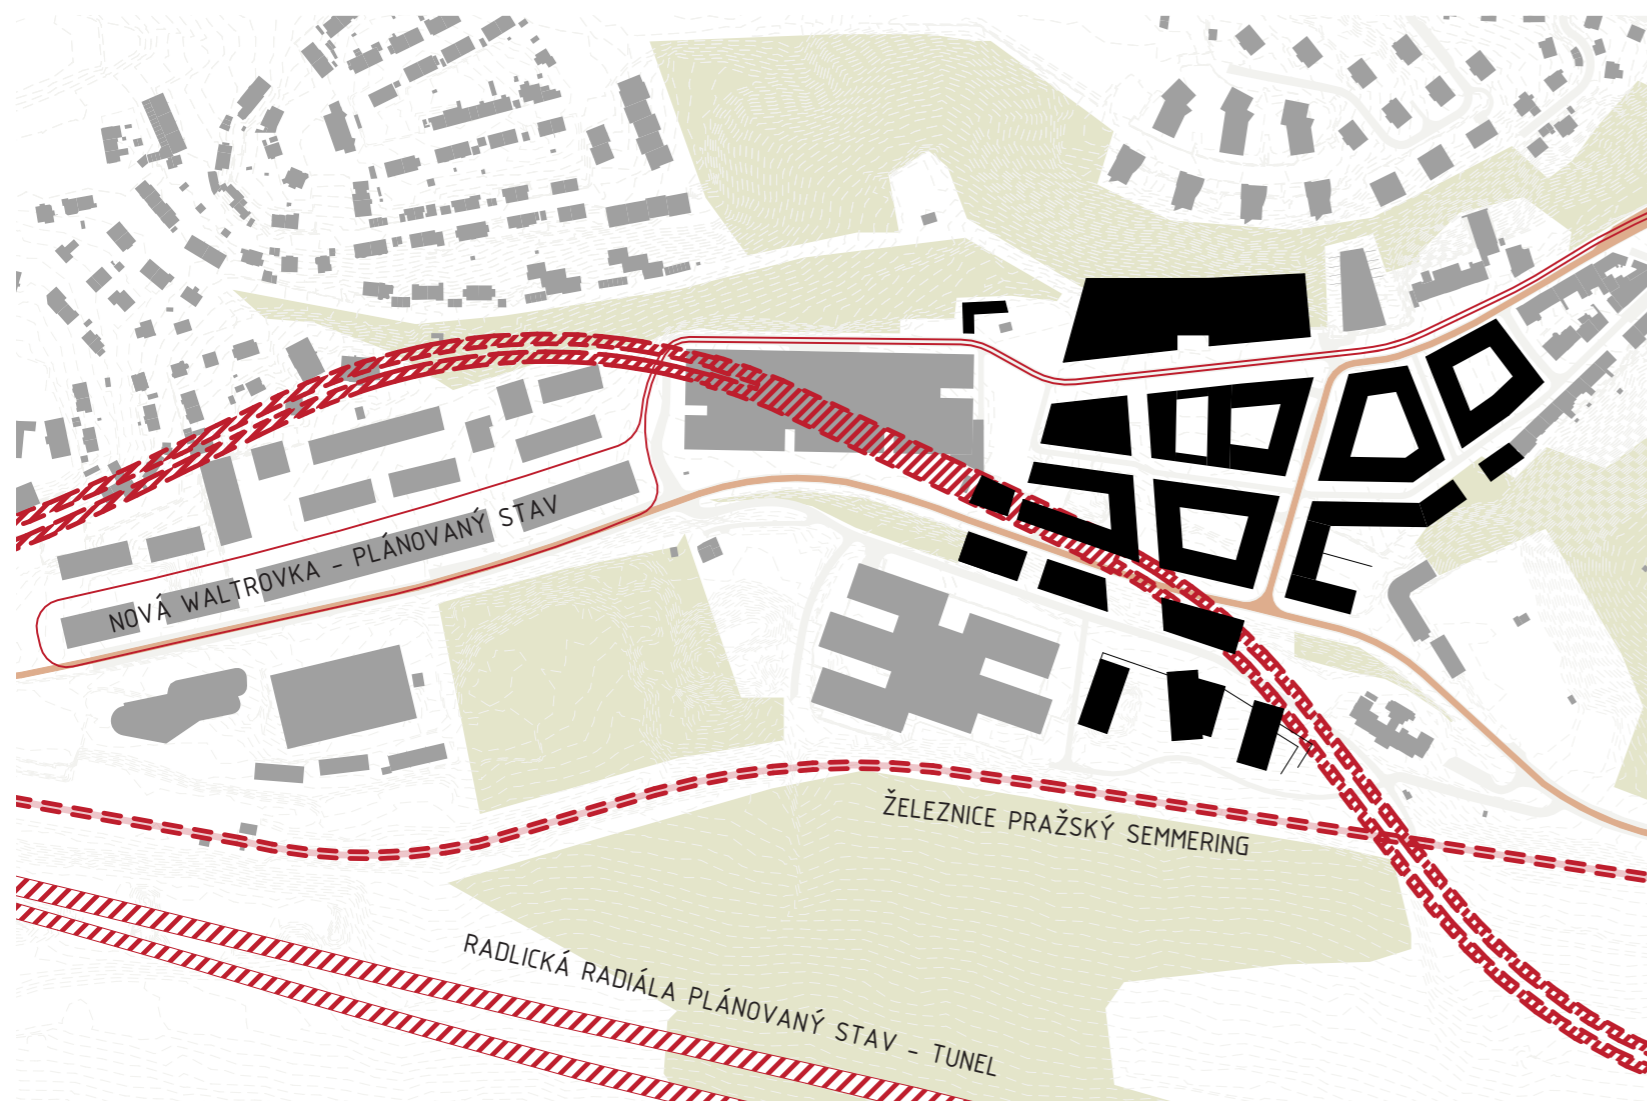 NOVÁ WALTROVKA - PLÁNOVANÝ STAV
ŽELEZNICE PRAŽSKÝ SEMMERING
RADLICKÁ RADIÁLA PLÁNOVANÝ STAV - TUNEL